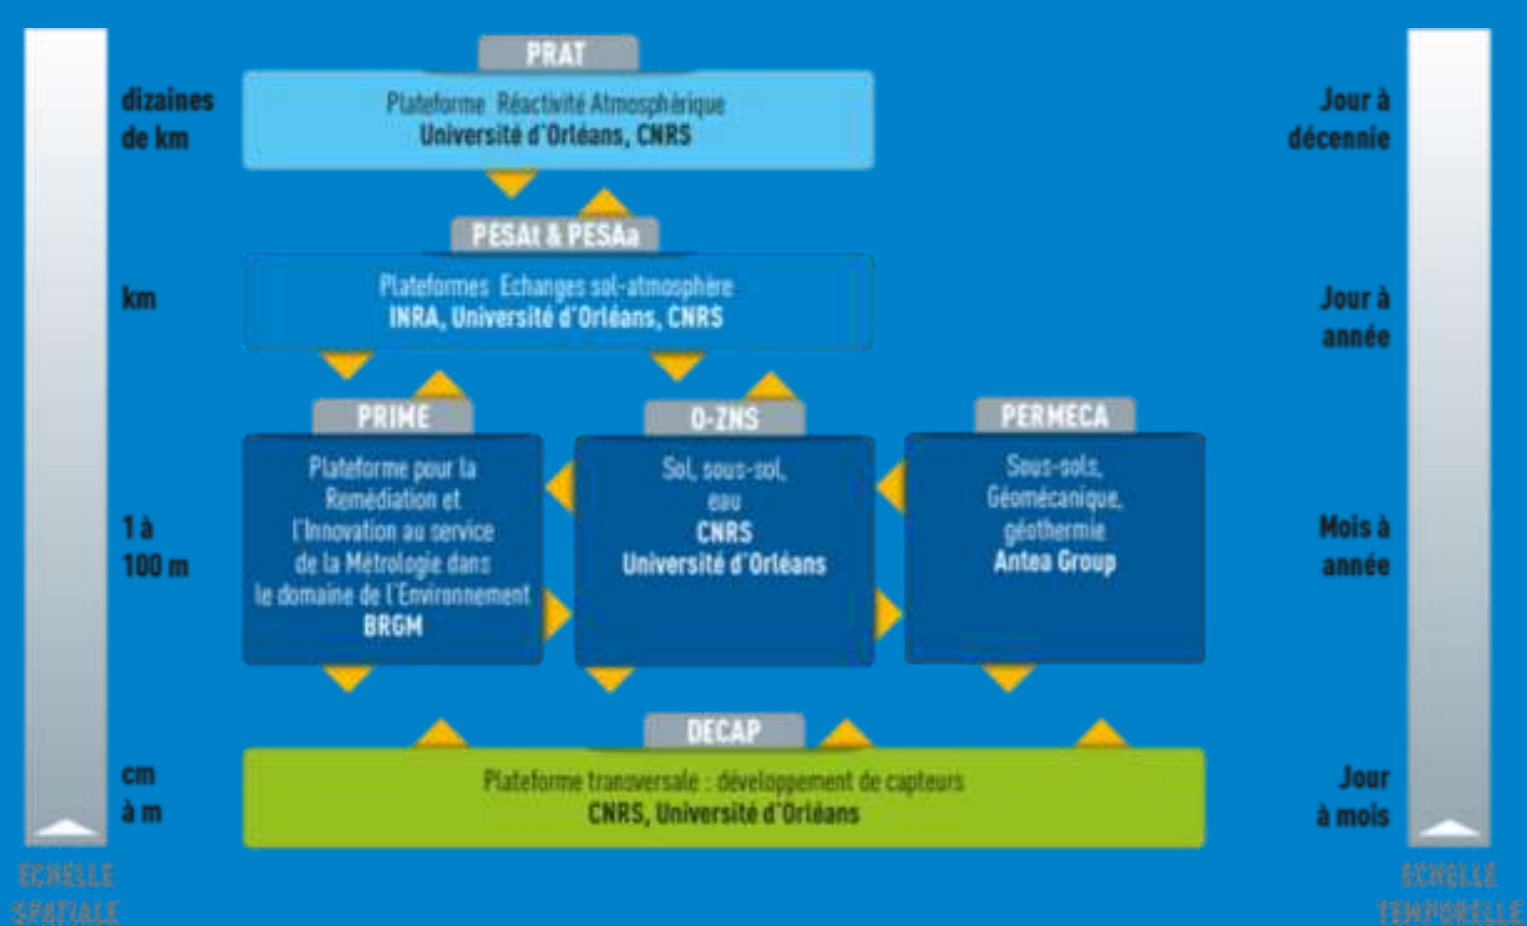 PRAT
dizaines
de km
Plateforme Réactivité Atmosphèrique
Université d'Orléans, CNRS
Jour à
décennie
PESAt & PESAa
km
Plateformes Echanges sol-atmosphère
INRA, Université d'Orléans, CNRS
Jour à
année
PRIME
Plateforme pour la
Remédiation et
l'Innovation au service
de la Métrologie dans
le domaine de l'Environnement
BRGM
O-ZNS
Sol, sous-sol,
eau
CNRS
Université d'Orléans
PERMECA
Sous-sols,
Géomécanique,
géothermie
Antea Group
1 à
100 m
Mois à
année
DECAP
cm
à m
Plateforme transversale : développement de capteurs
CNRS, Université d'Orléans
Jour
à mois
ECHELLE
SPATIALE
ECHELLE
TEMPORELLE